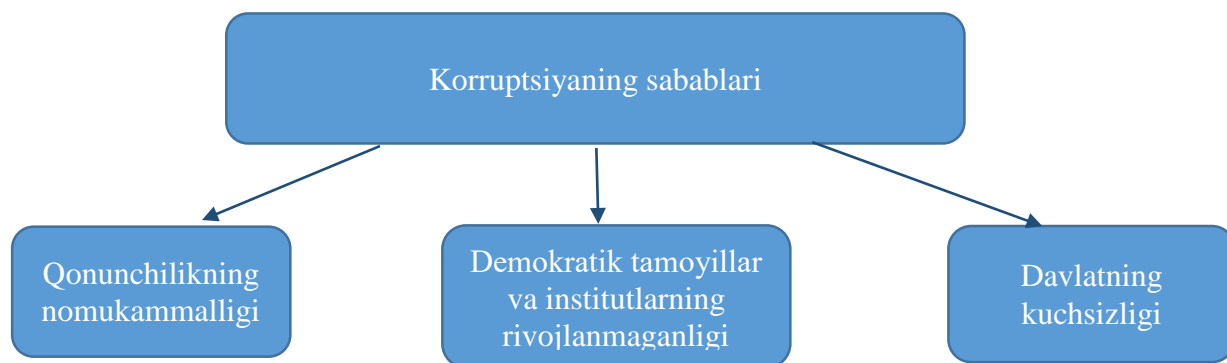 Korruptsiyaning sabablari
Qonunchilikning
nomukammalligi
Demokratik tamoyillar
va institutlarning
rivojlanmaganligi
Davlatning
kuchsizligi